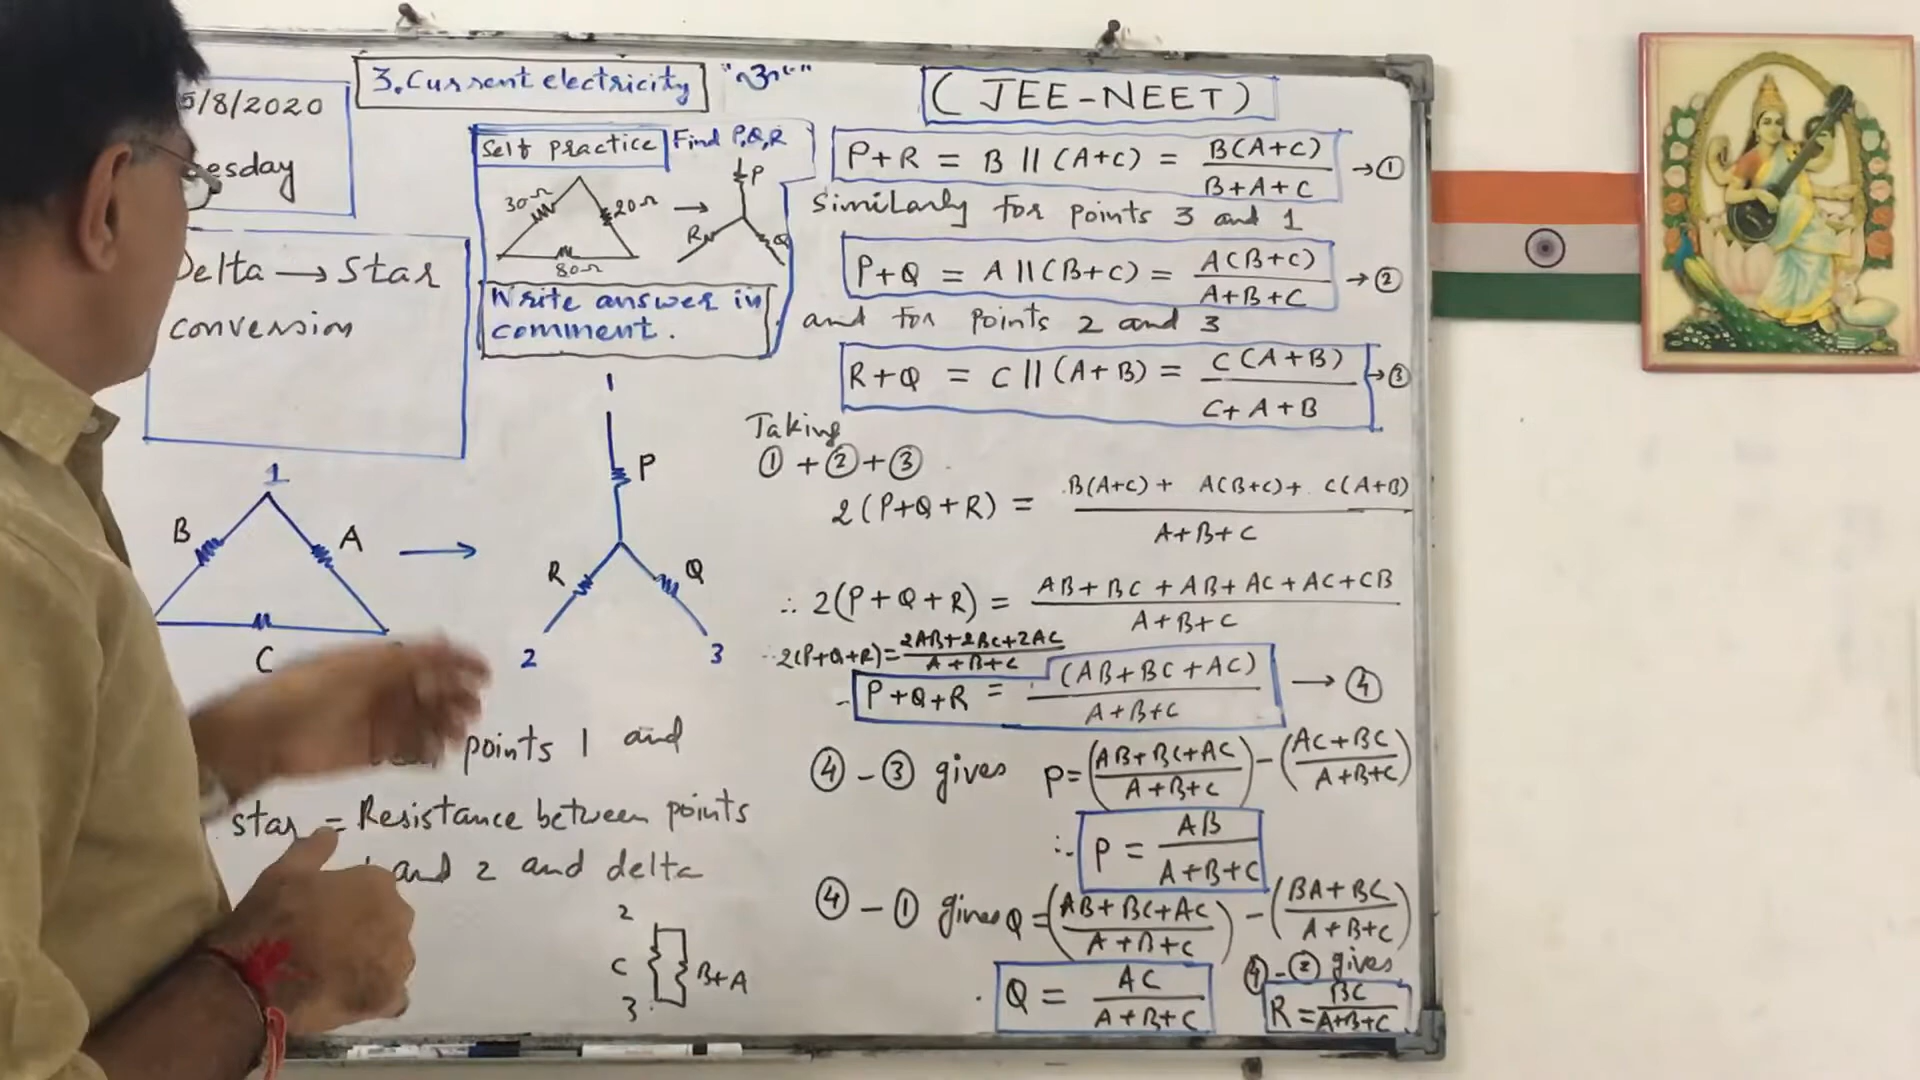 5/8/2020
esday
3. Current electricity
(JEE-NEET)
Self practice
Find P,Q,R
30Ω
20Ω
80Ω
P
R
Q
Write answer in
comment.
Delta → Star
conversion
1
B
A
C
1
P
R
Q
2
3
points 1 and
star = Resistance between points
and 2 and delta
2
C
B+A
3
P+R = B || (A+C) = B(A+C) / B+A+C → ①
Similarly for points 3 and 1
P+Q = A || (B+C) = A(B+C) / A+B+C → ②
and for points 2 and 3
R+Q = C || (A+B) = C(A+B) / C+A+B → ③
Taking
① + ② + ③
2(P+Q+R) = B(A+C) + A(B+C) + C(A+B) / A+B+C
∴ 2(P+Q+R) = AB+BC+AB+AC+AC+CB / A+B+C
∴ 2(P+Q+R) = 2AB+2BC+2AC / A+B+C
P+Q+R = (AB+BC+AC) / A+B+C → ④
④ - ③ gives P = (AB+BC+AC / A+B+C) - (AC+BC / A+B+C)
∴ P = AB / A+B+C
④ - ① gives Q = (AB+BC+AC / A+B+C) - (BA+BC / A+B+C)
Q = AC / A+B+C
④ - ② gives
R = BC / A+B+C